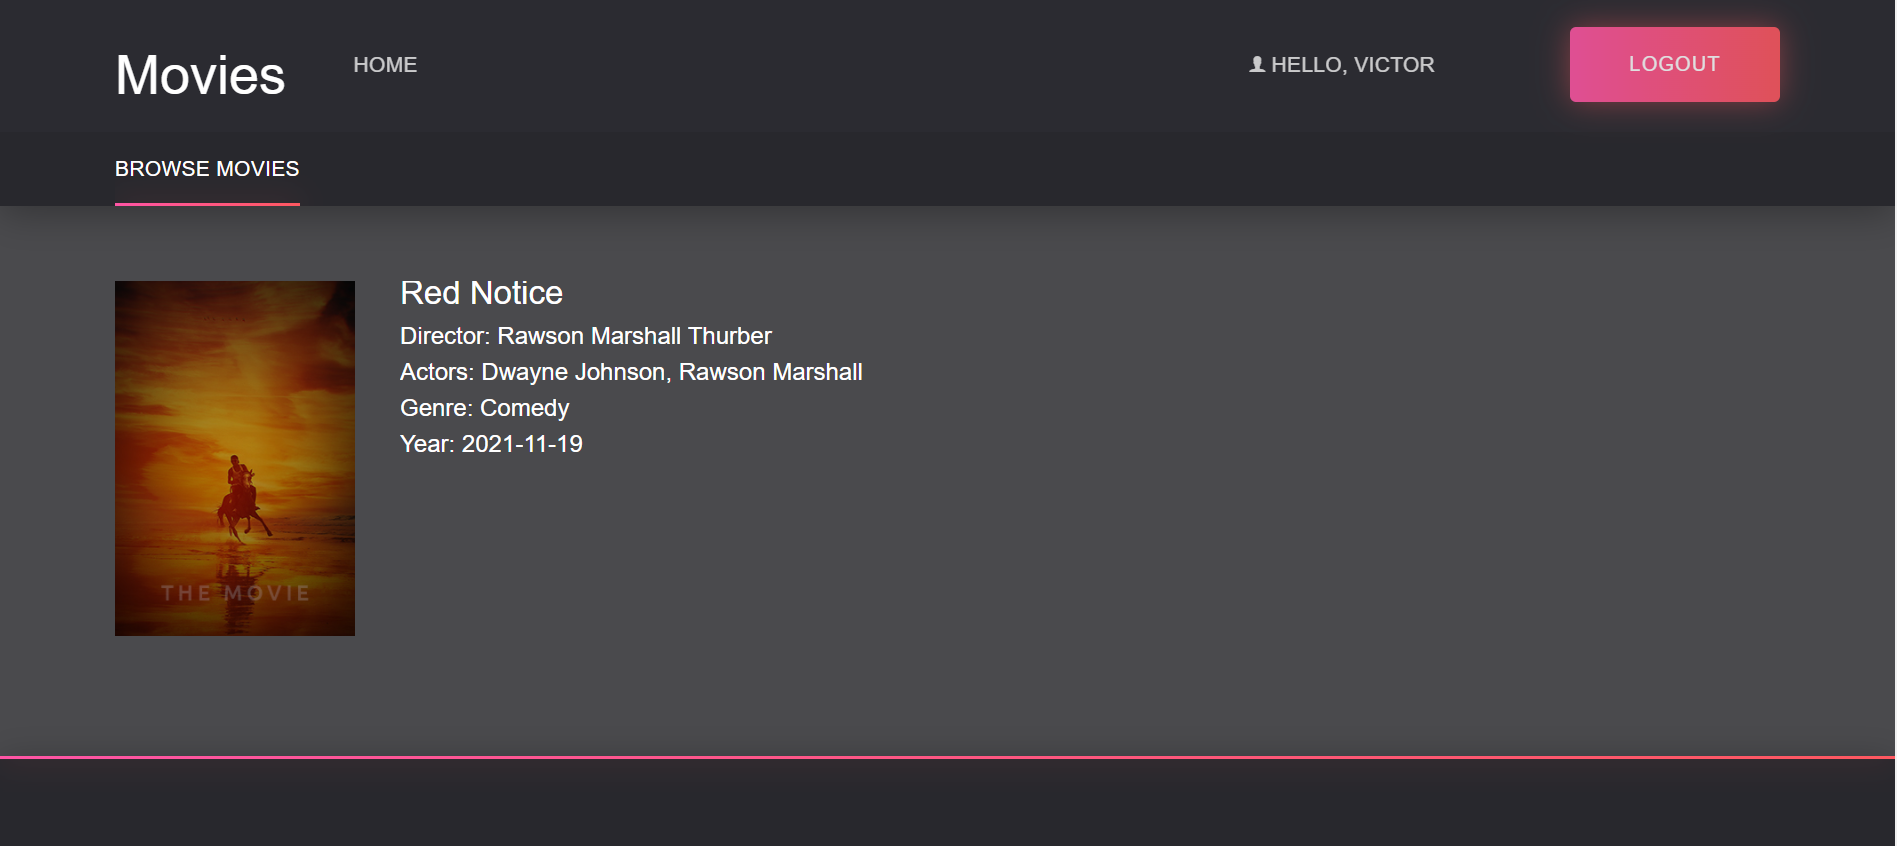 Movies
HOME
HELLO, VICTOR
LOGOUT
BROWSE MOVIES
Red Notice
Director: Rawson Marshall Thurber
Actors: Dwayne Johnson, Rawson Marshall
Genre: Comedy
Year: 2021-11-19
THE MOVIE